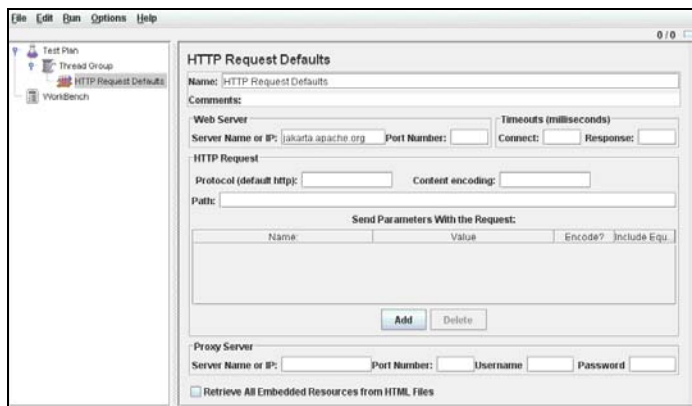 File Edit Run Options Help
0 / 0
Test Plan
Thread Group
HTTP Request Defaults
WorkBench
HTTP Request Defaults
Name: HTTP Request Defaults
Comments:
Web Server
Timeouts (milliseconds)
Server Name or IP: jakarta.apache.org Port Number:
Connect: Response:
HTTP Request
Protocol (default http): Content encoding:
Path:
Send Parameters With the Request:
Name: Value Encode? Include Equ...
Add Delete
Proxy Server
Server Name or IP: Port Number: Username Password
Retrieve All Embedded Resources from HTML Files